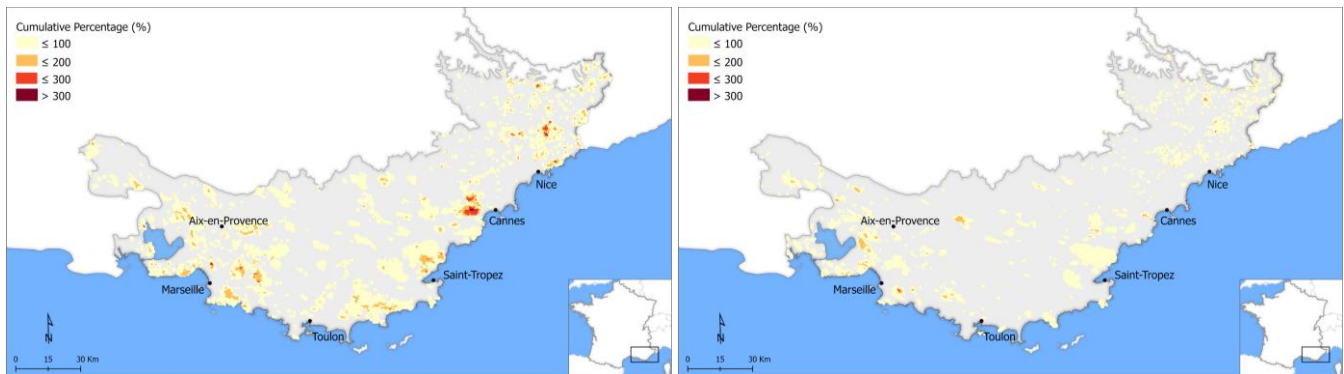 Cumulative Percentage (%)
≤ 100
≤ 200
≤ 300
> 300
Nice
Cannes
Aix-en-Provence
Saint-Tropez
Marseille
Toulon
N
0 15 30 Km
Cumulative Percentage (%)
≤ 100
≤ 200
≤ 300
> 300
Nice
Cannes
Aix-en-Provence
Saint-Tropez
Marseille
Toulon
N
0 15 30 Km